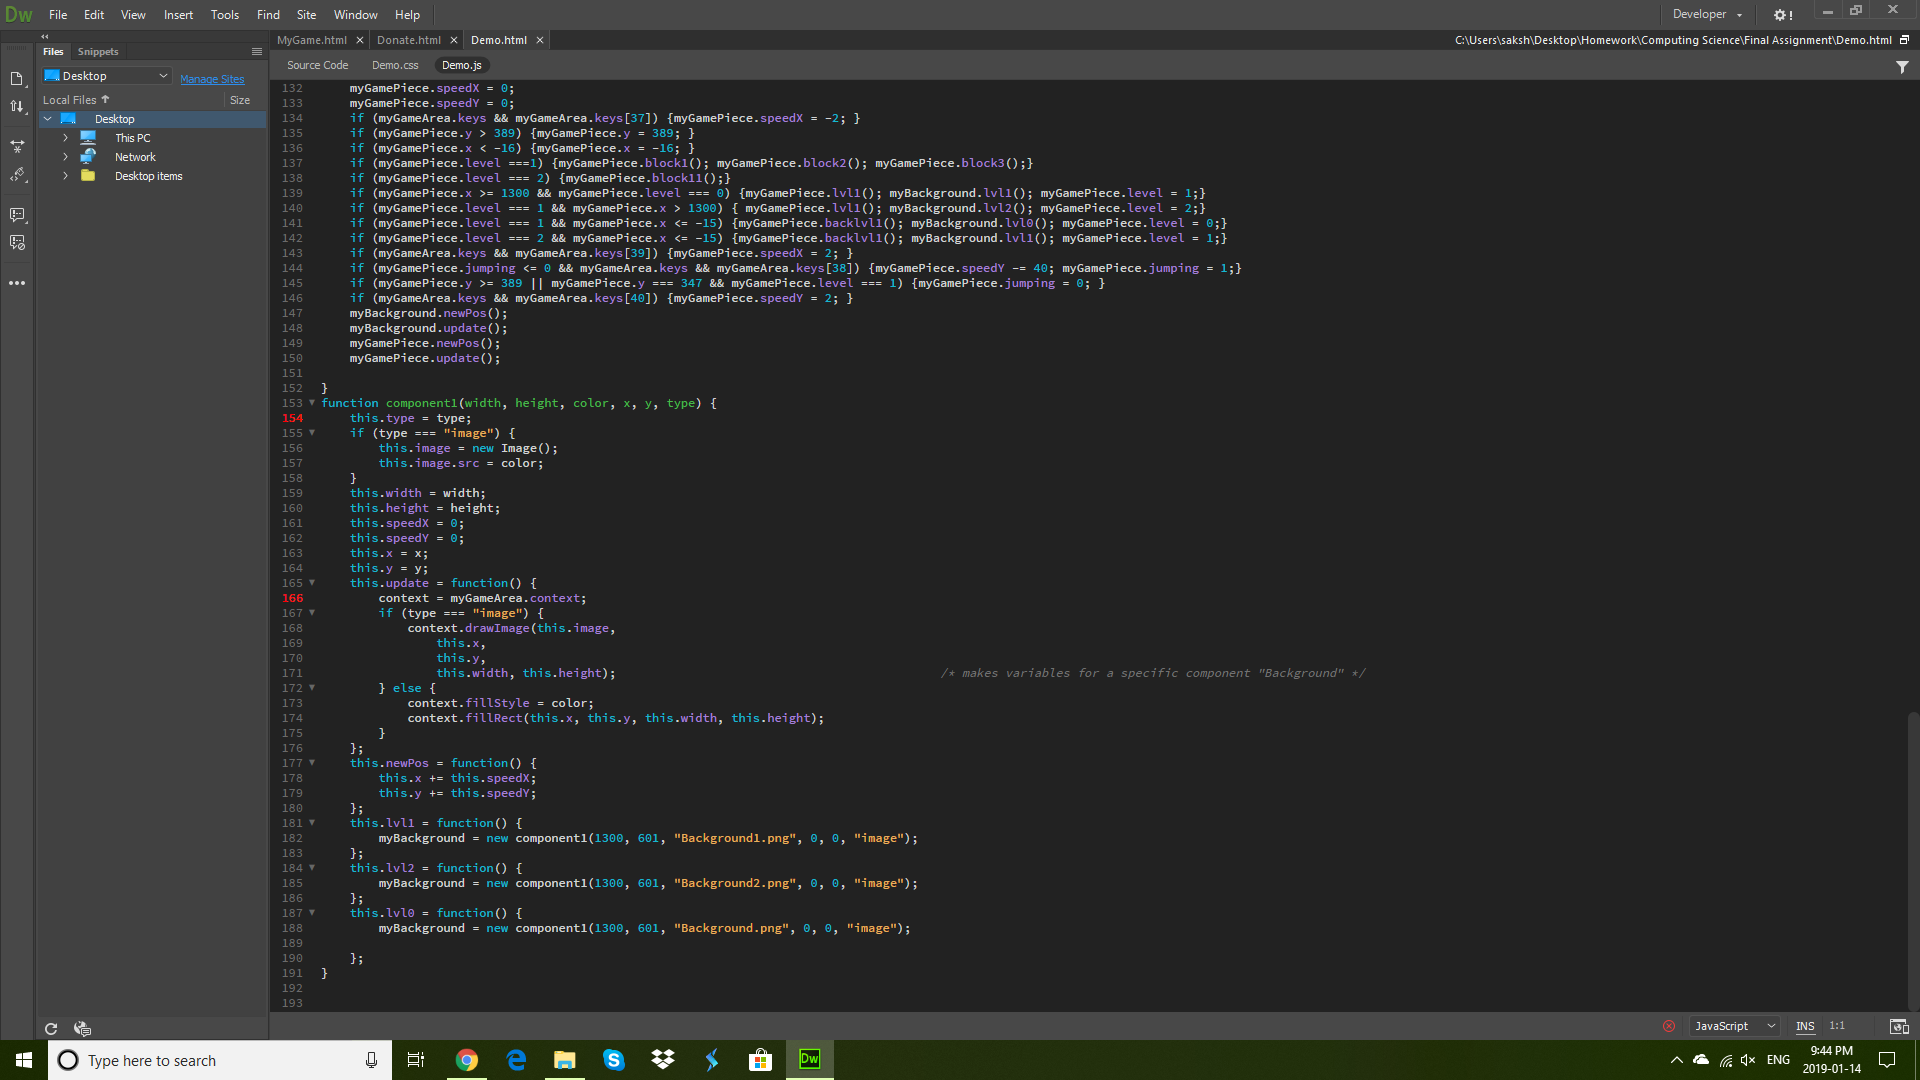 Dw File Edit View Insert Tools Find Site Window Help Developer
MyGame.html Donate.html Demo.html C:\Users\saksh\Desktop\Homework\Computing Science\Final Assignment\Demo.html
Files Snippets
Source Code Demo.css Demo.js
Desktop Manage Sites
Local Files Size
Desktop
This PC
Network
Desktop items
132 myGamePiece.speedX = 0;
133 myGamePiece.speedY = 0;
134 if (myGameArea.keys && myGameArea.keys[37]) {myGamePiece.speedX = -2; }
135 if (myGamePiece.y > 389) {myGamePiece.y = 389; }
136 if (myGamePiece.x < -16) {myGamePiece.x = -16; }
137 if (myGamePiece.level ===1) {myGamePiece.block1(); myGamePiece.block2(); myGamePiece.block3();}
138 if (myGamePiece.level === 2) {myGamePiece.block11();}
139 if (myGamePiece.x >= 1300 && myGamePiece.level === 0) {myGamePiece.lvl1(); myBackground.lvl1(); myGamePiece.level = 1;}
140 if (myGamePiece.level === 1 && myGamePiece.x > 1300) { myGamePiece.lvl1(); myBackground.lvl2(); myGamePiece.level = 2;}
141 if (myGamePiece.level === 1 && myGamePiece.x <= -15) {myGamePiece.backlvl1(); myBackground.lvl0(); myGamePiece.level = 0;}
142 if (myGamePiece.level === 2 && myGamePiece.x <= -15) {myGamePiece.backlvl1(); myBackground.lvl1(); myGamePiece.level = 1;}
143 if (myGameArea.keys && myGameArea.keys[39]) {myGamePiece.speedX = 2; }
144 if (myGamePiece.jumping <= 0 && myGameArea.keys && myGameArea.keys[38]) {myGamePiece.speedY -= 40; myGamePiece.jumping = 1;}
145 if (myGamePiece.y >= 389 || myGamePiece.y === 347 && myGamePiece.level === 1) {myGamePiece.jumping = 0; }
146 if (myGameArea.keys && myGameArea.keys[40]) {myGamePiece.speedY = 2; }
147 myBackground.newPos();
148 myBackground.update();
149 myGamePiece.newPos();
150 myGamePiece.update();
151
152 }
153 function component1(width, height, color, x, y, type) {
154 this.type = type;
155 if (type === "image") {
156 this.image = new Image();
157 this.image.src = color;
158 }
159 this.width = width;
160 this.height = height;
161 this.speedX = 0;
162 this.speedY = 0;
163 this.x = x;
164 this.y = y;
165 this.update = function() {
166 context = myGameArea.context;
167 if (type === "image") {
168 context.drawImage(this.image,
169 this.x,
170 this.y,
171 this.width, this.height); /* makes variables for a specific component "Background" */
172 } else {
173 context.fillStyle = color;
174 context.fillRect(this.x, this.y, this.width, this.height);
175 }
176 };
177 this.newPos = function() {
178 this.x += this.speedX;
179 this.y += this.speedY;
180 };
181 this.lvl1 = function() {
182 myBackground = new component1(1300, 601, "Background1.png", 0, 0, "image");
183 };
184 this.lvl2 = function() {
185 myBackground = new component1(1300, 601, "Background2.png", 0, 0, "image");
186 };
187 this.lvl0 = function() {
188 myBackground = new component1(1300, 601, "Background.png", 0, 0, "image");
189
190 };
191 }
192
193
JavaScript INS 1:1
Type here to search Dw ENG 9:44 PM
2019-01-14